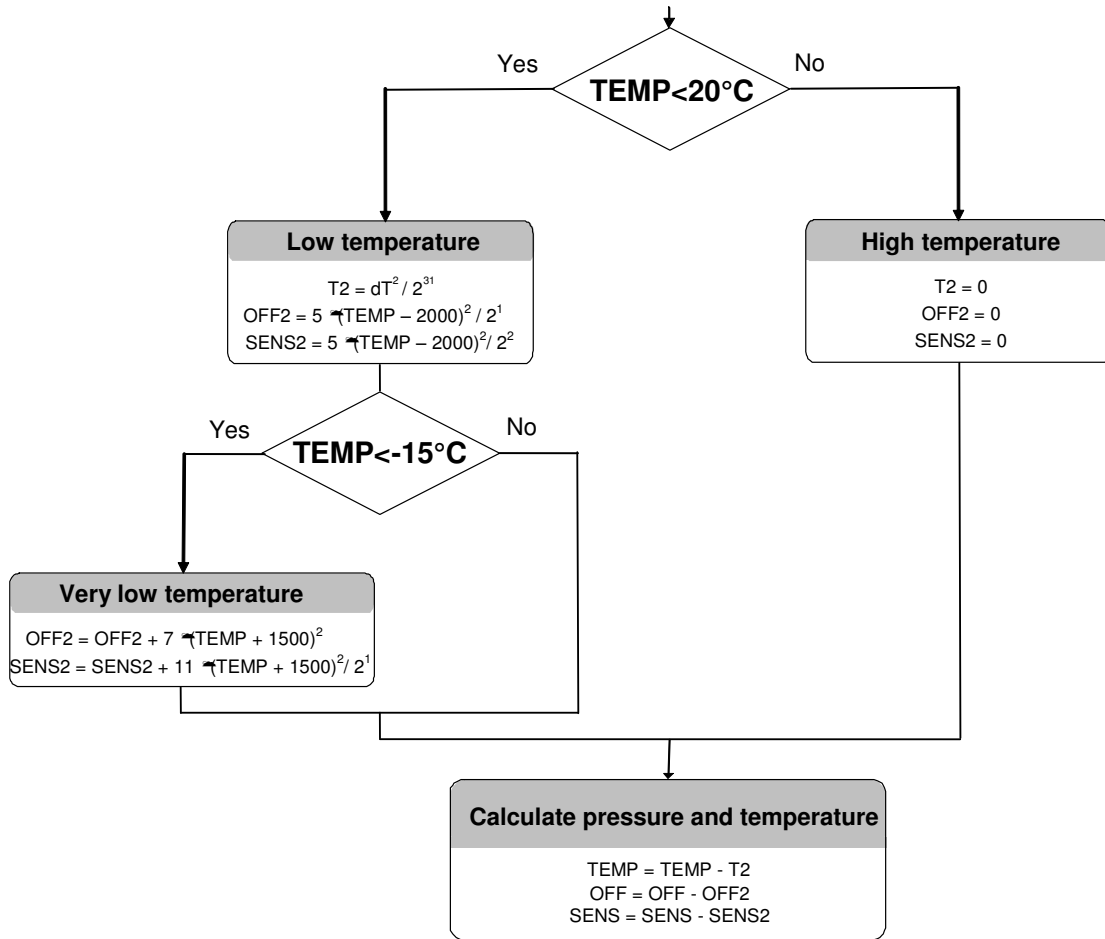 Yes
No
TEMP<20°C
Low temperature
T2 = dT² / 2³¹
OFF2 = 5 (TEMP – 2000)² / 2¹
SENS2 = 5 (TEMP – 2000)² / 2²
High temperature
T2 = 0
OFF2 = 0
SENS2 = 0
Yes
No
TEMP<-15°C
Very low temperature
OFF2 = OFF2 + 7 (TEMP + 1500)²
SENS2 = SENS2 + 11 (TEMP + 1500)² / 2¹
Calculate pressure and temperature
TEMP = TEMP - T2
OFF = OFF - OFF2
SENS = SENS - SENS2